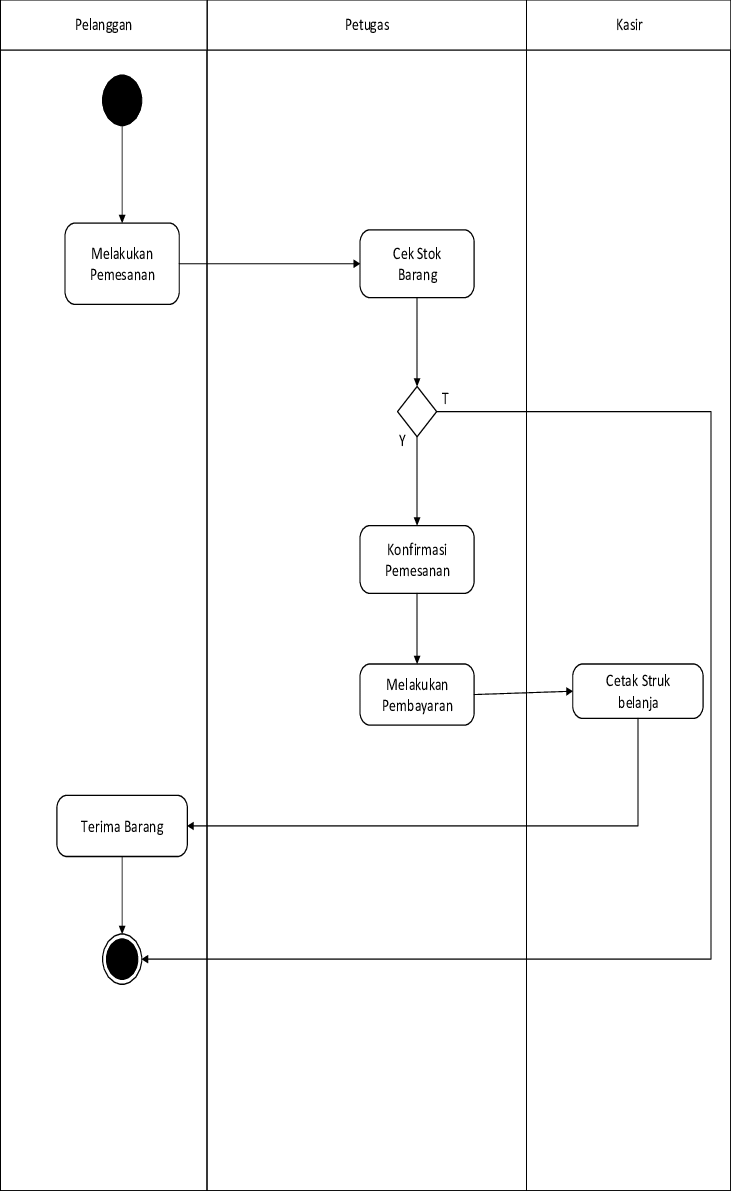 Pelanggan
Petugas
Kasir
Melakukan
Pemesanan
Cek Stok
Barang
T
Y
Konfirmasi
Pemesanan
Melakukan
Pembayaran
Cetak Struk
belanja
Terima Barang